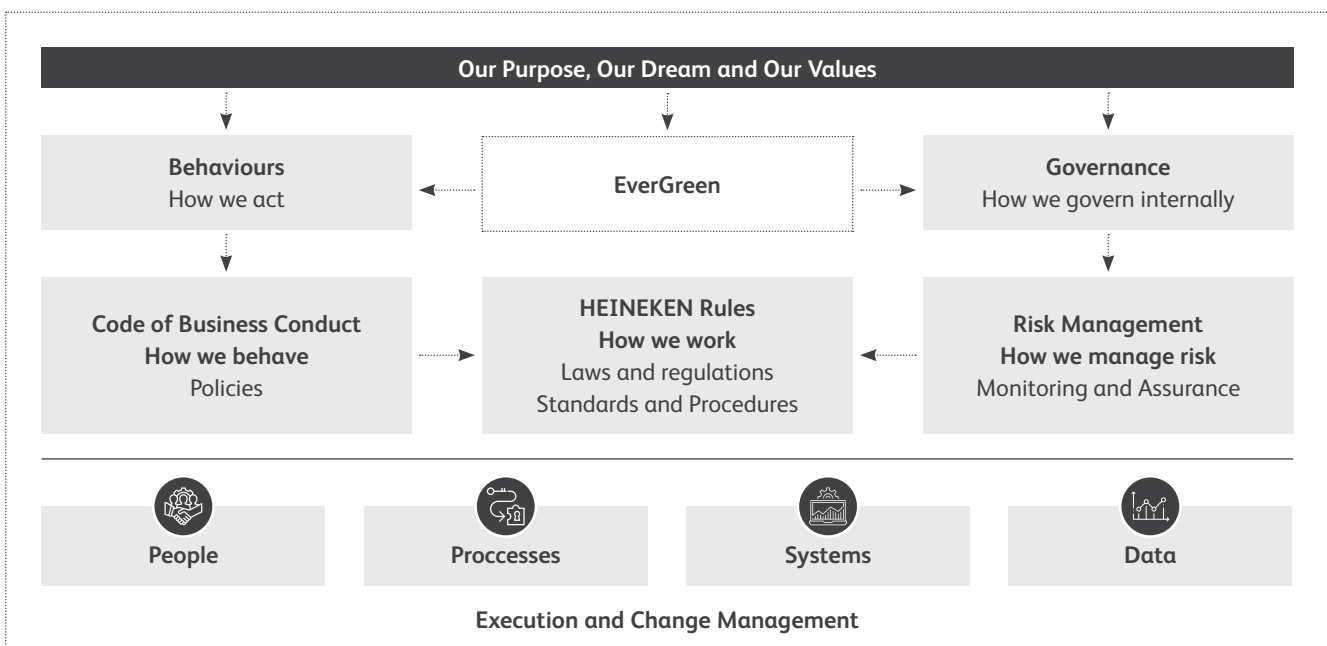 Our Purpose, Our Dream and Our Values
Behaviours
How we act
EverGreen
Governance
How we govern internally
Code of Business Conduct
How we behave
Policies
HEINEKEN Rules
How we work
Laws and regulations
Standards and Procedures
Risk Management
How we manage risk
Monitoring and Assurance
People
Proccesses
Systems
Data
Execution and Change Management